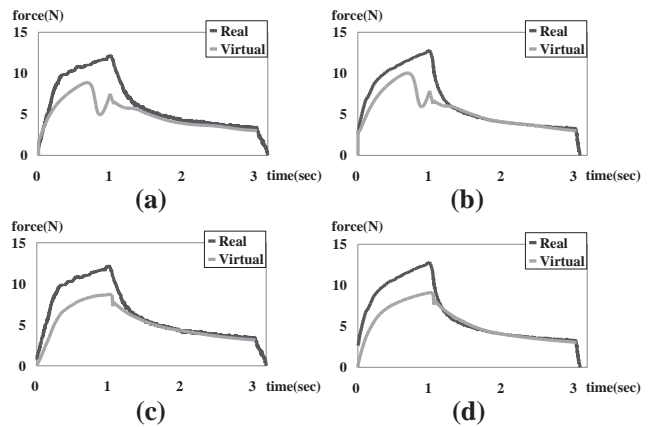 force(N)
15
10
5
0
0 1 2 3 time(sec)
Real
Virtual
(a)
force(N)
15
10
5
0
0 1 2 3 time(sec)
Real
Virtual
(b)
force(N)
15
10
5
0
0 1 2 3 time(sec)
Real
Virtual
(c)
force(N)
15
10
5
0
0 1 2 3 time(sec)
Real
Virtual
(d)